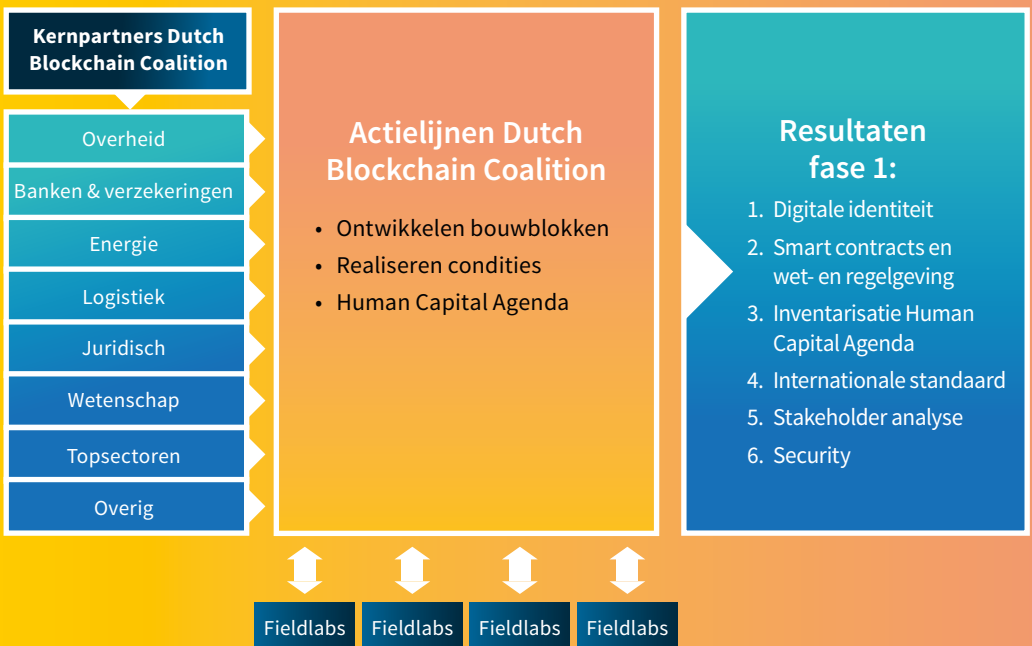 Kernpartners Dutch
Blockchain Coalition
Overheid
Banken & verzekeringen
Energie
Logistiek
Juridisch
Wetenschap
Topsectoren
Overig
Actielijnen Dutch
Blockchain Coalition
• Ontwikkelen bouwblokken
• Realiseren condities
• Human Capital Agenda
Resultaten
fase 1:
1. Digitale identiteit
2. Smart contracts en
wet- en regelgeving
3. Inventarisatie Human
Capital Agenda
4. Internationale standaard
5. Stakeholder analyse
6. Security
Fieldlabs
Fieldlabs
Fieldlabs
Fieldlabs